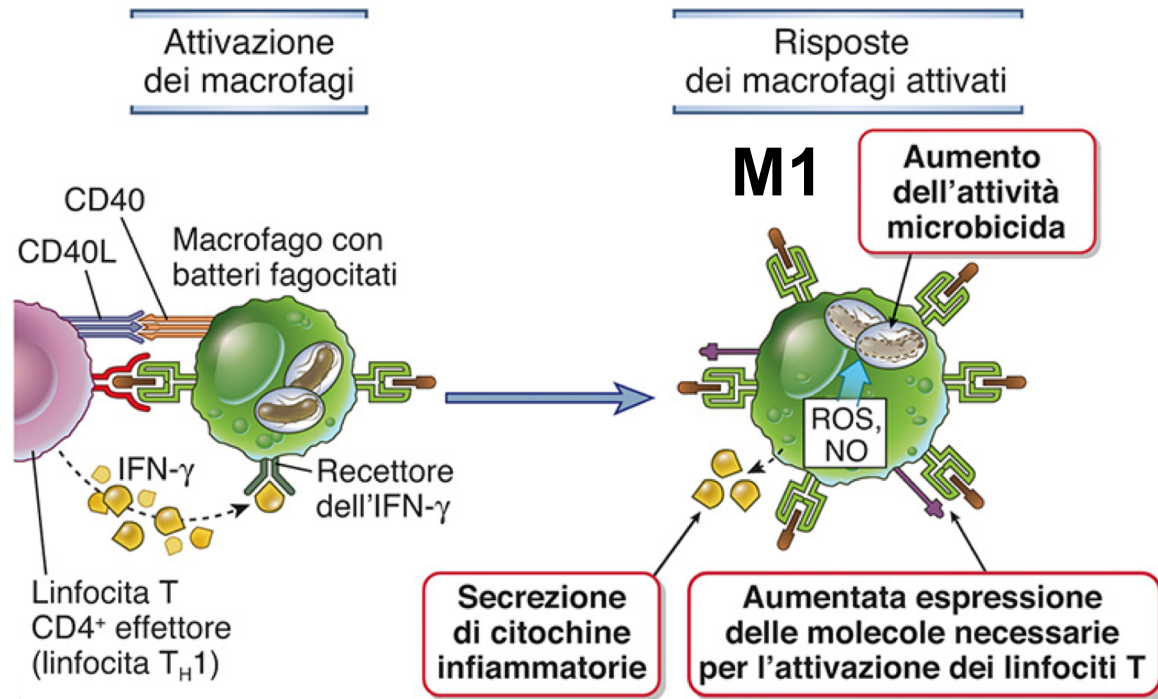 Attivazione
dei macrofagi
Risposte
dei macrofagi attivati
M1
Aumento
dell'attività
microbicida
CD40
CD40L
Macrofago con
batteri fagocitati
ROS,
NO
IFN-γ
Recettore
dell'IFN-γ
Linfocita T
CD4⁺ effettore
(linfocita T_H1)
Secrezione
di citochine
infiammatorie
Aumentata espressione
delle molecole necessarie
per l'attivazione dei linfociti T